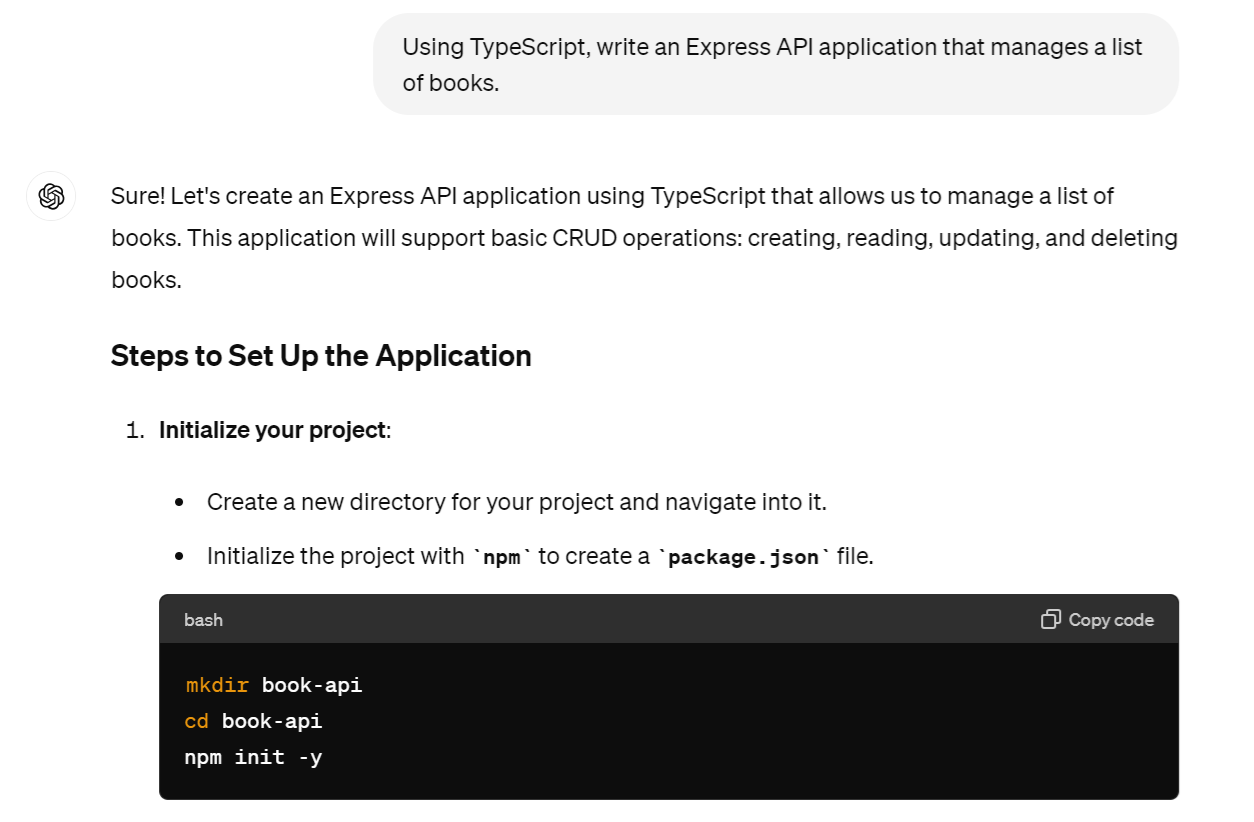 Using TypeScript, write an Express API application that manages a list
of books.
Sure! Let's create an Express API application using TypeScript that allows us to manage a list of
books. This application will support basic CRUD operations: creating, reading, updating, and deleting
books.
Steps to Set Up the Application
1. Initialize your project:
• Create a new directory for your project and navigate into it.
• Initialize the project with `npm` to create a `package.json` file.
bash
Copy code
mkdir book-api
cd book-api
npm init -y